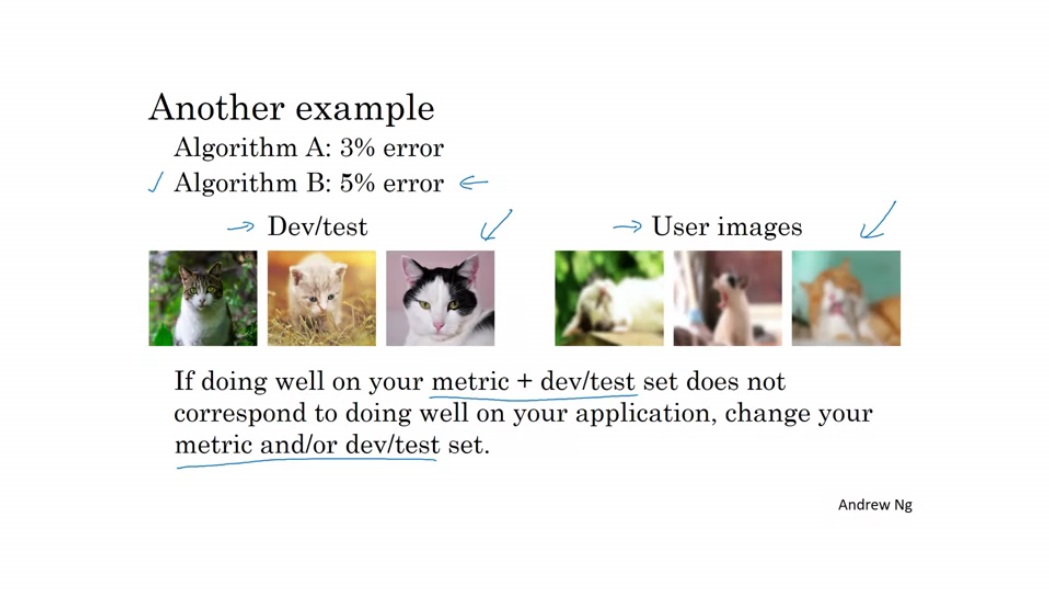 Another example
Algorithm A: 3% error
Algorithm B: 5% error
Dev/test
User images
If doing well on your metric + dev/test set does not
correspond to doing well on your application, change your
metric and/or dev/test set.
Andrew Ng